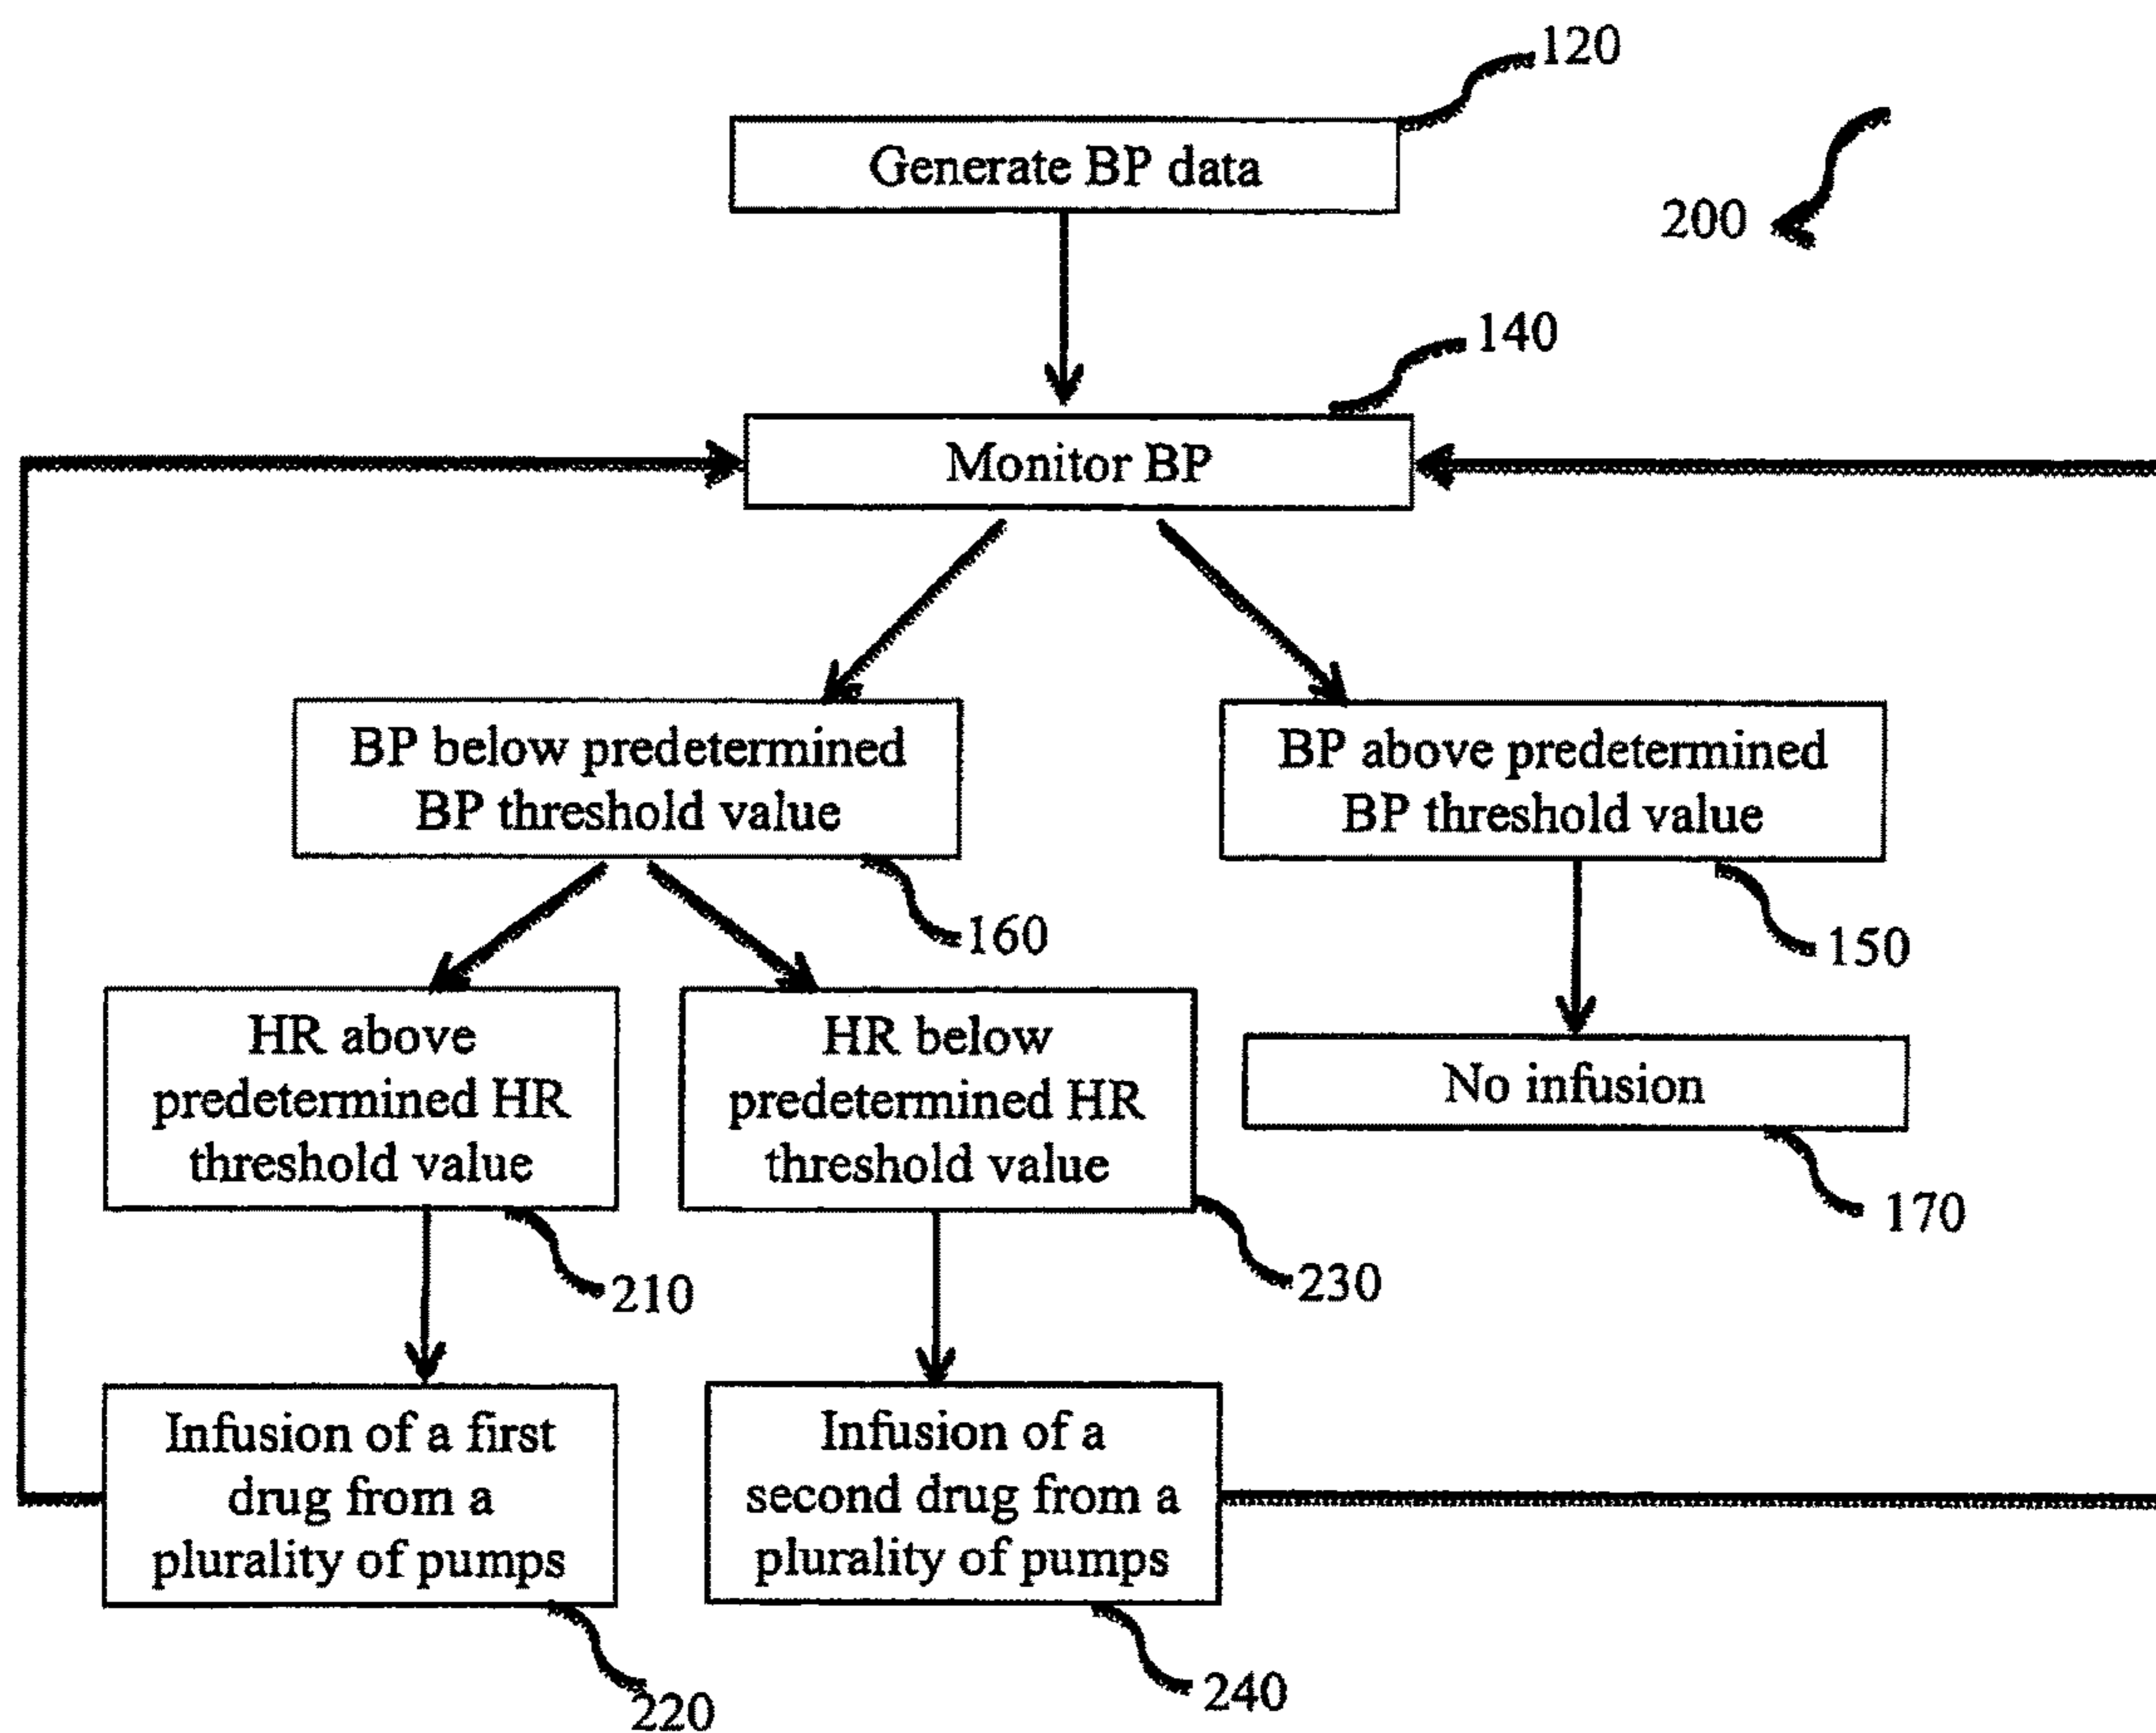 120
Generate BP data
200
140
Monitor BP
BP below predetermined
BP threshold value
BP above predetermined
BP threshold value
160
150
HR above
predetermined HR
threshold value
HR below
predetermined HR
threshold value
No infusion
170
210
230
Infusion of a first
drug from a
plurality of pumps
Infusion of a
second drug from a
plurality of pumps
220
240